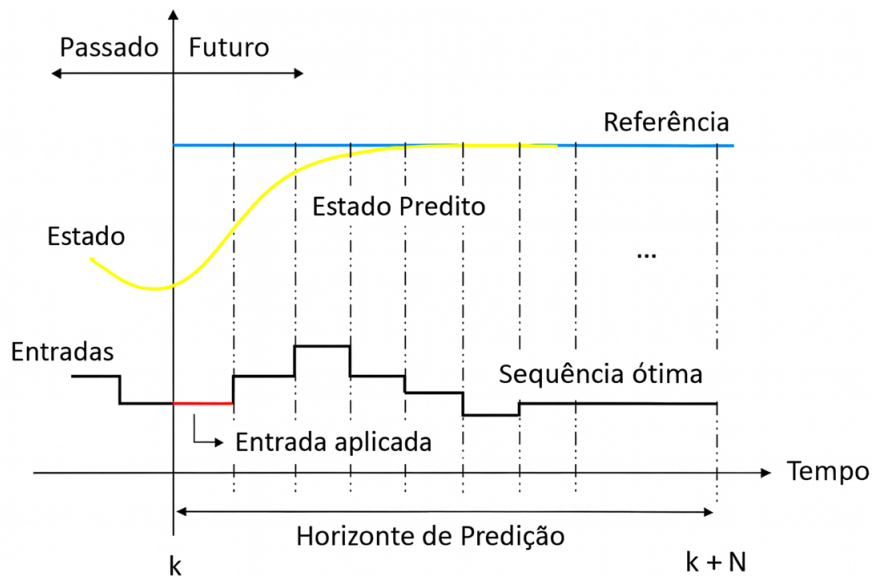 Passado Futuro
Referência
Estado Predito
Estado
...
Entradas
Sequência ótima
Entrada aplicada
Tempo
Horizonte de Predição
k
k + N